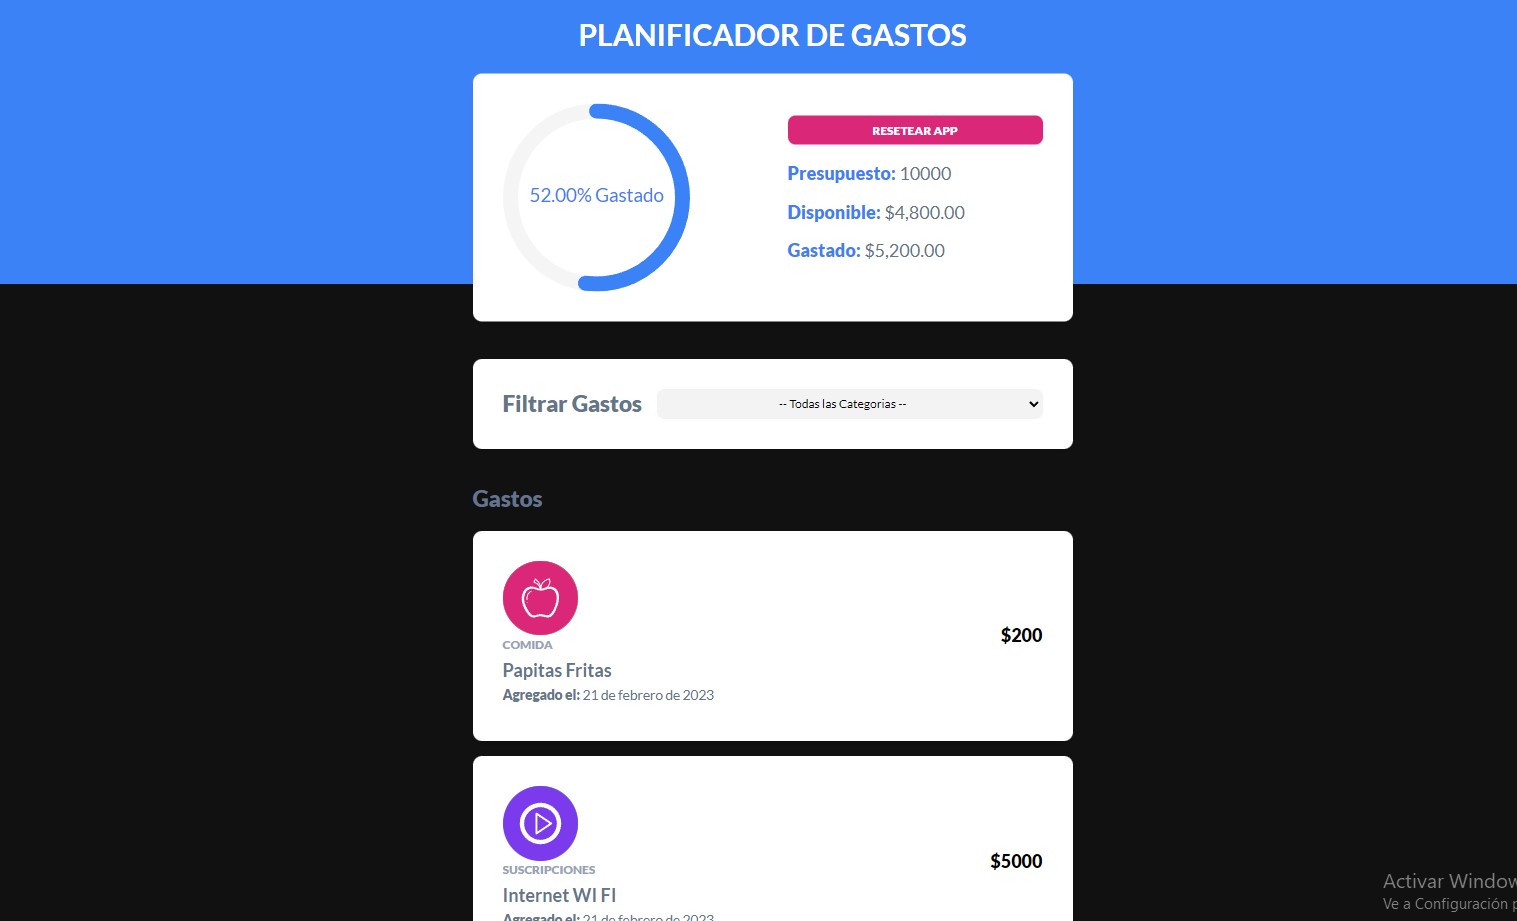 PLANIFICADOR DE GASTOS
52.00% Gastado
RESETEAR APP
Presupuesto: 10000
Disponible: $4,800.00
Gastado: $5,200.00
Filtrar Gastos
-- Todas las Categorias --
Gastos
COMIDA
Papitas Fritas
Agregado el: 21 de febrero de 2023
$200
SUSCRIPCIONES
Internet WI FI
Agregado el: 21 de febrero de 2023
$5000
Activar Window
Ve a Configuración p